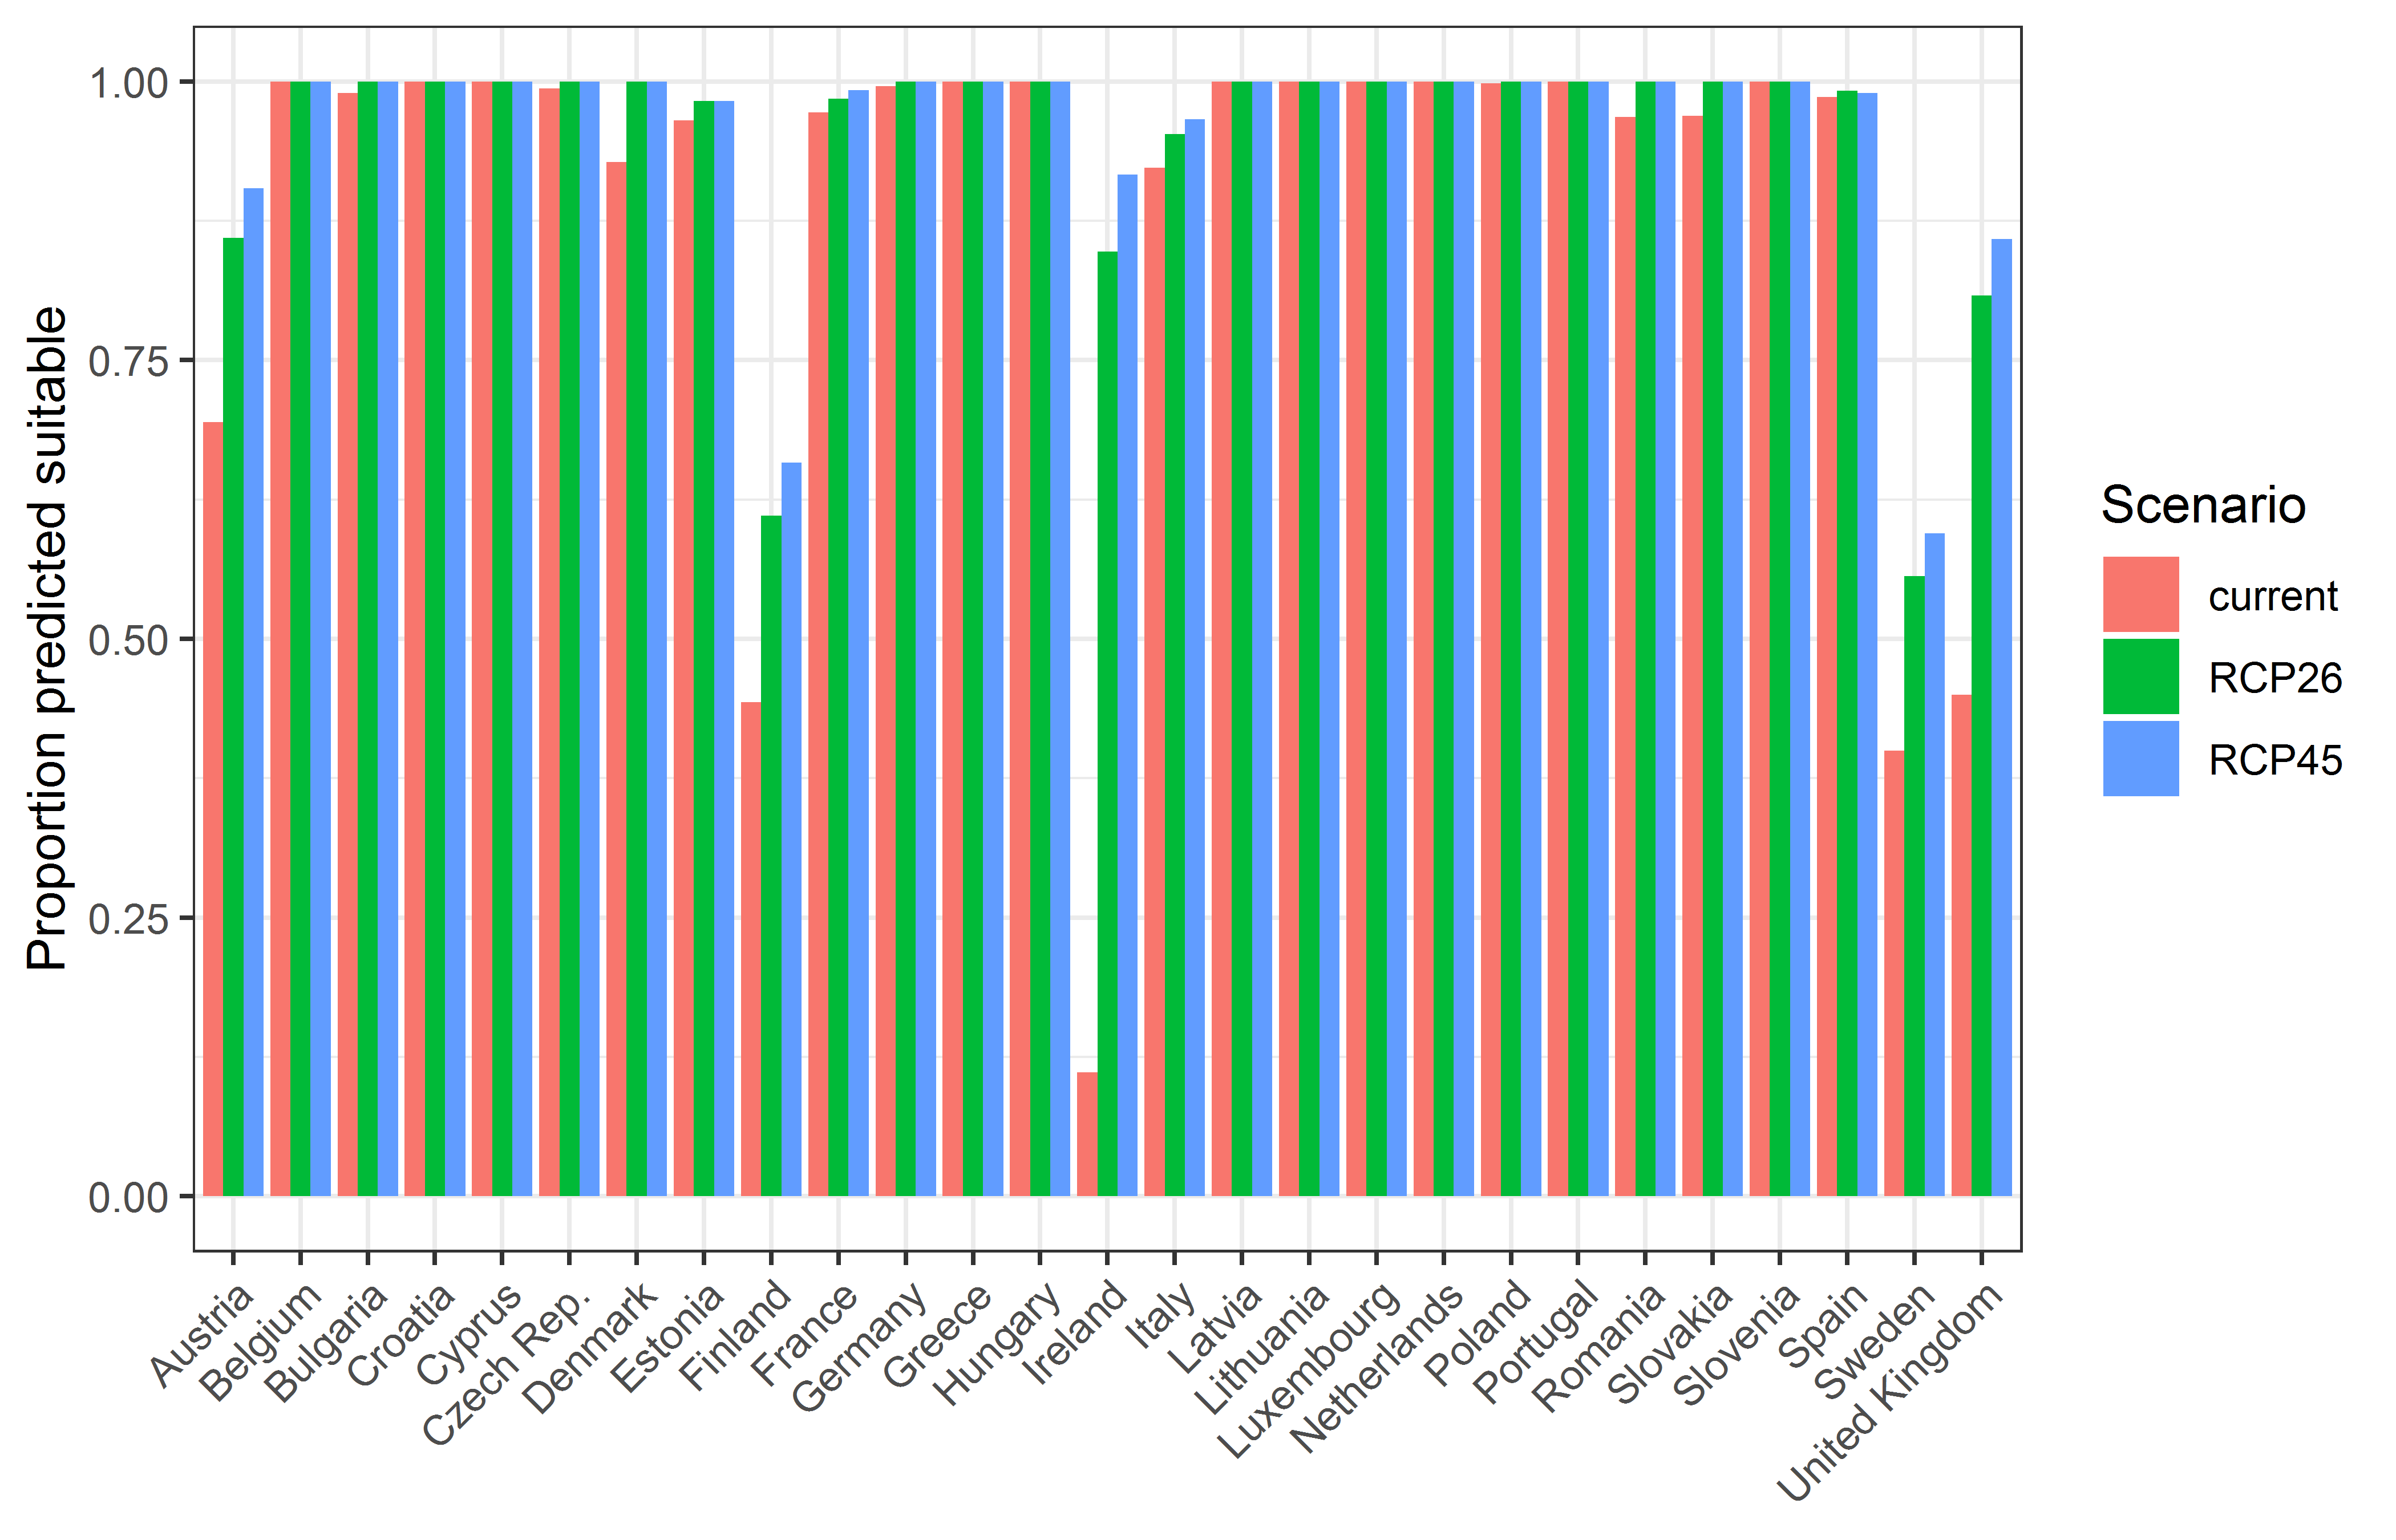 Proportion predicted suitable
1.00
0.75
0.50
0.25
0.00
Austria
Belgium
Bulgaria
Croatia
Cyprus
Czech Rep.
Denmark
Estonia
Finland
France
Germany
Greece
Hungary
Ireland
Italy
Latvia
Lithuania
Luxembourg
Netherlands
Poland
Portugal
Romania
Slovakia
Slovenia
Spain
Sweden
United Kingdom
Scenario
current
RCP26
RCP45